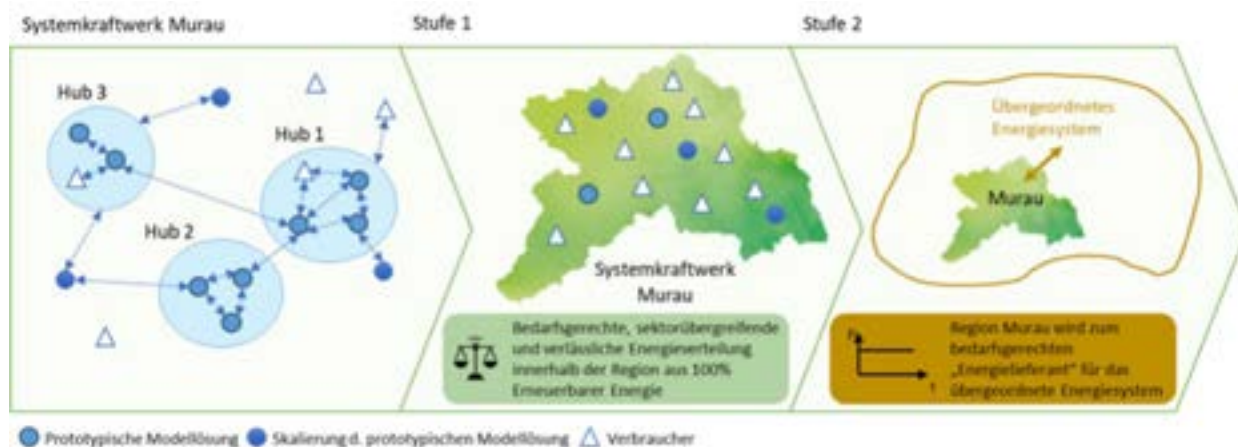 Systemkraftwerk Murau
Stufe 1
Stufe 2
Hub 3
Hub 1
Hub 2
Systemkraftwerk
Murau
Übergeordnetes
Energiesystem
Murau
Bedarfsgerechte, sektorübergreifende
und verlässliche Energieverteilung
innerhalb der Region aus 100%
Erneuerbarer Energie
P
t
Region Murau wird zum
bedarfsgerechten
„Energielieferant“ für das
übergeordnete Energiesystem
Prototypische Modellösung
Skalierung d. prototypischen Modellösung
Verbraucher